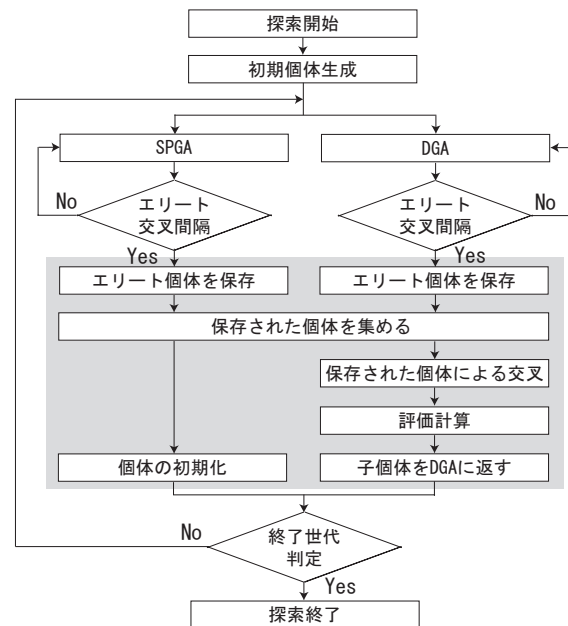 探索開始
初期個体生成
SPGA
DGA
No
エリート
交叉間隔
エリート
交叉間隔
No
Yes
Yes
エリート個体を保存
エリート個体を保存
保存された個体を集める
保存された個体による交叉
評価計算
個体の初期化
子個体をDGAに返す
No
終了世代
判定
Yes
探索終了